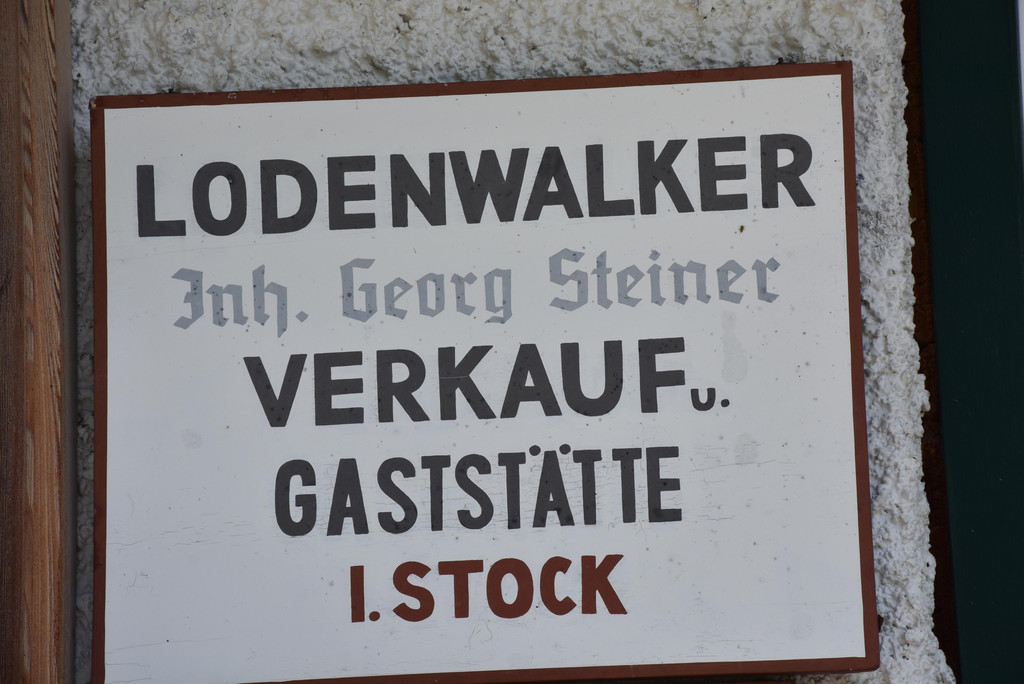 LODENWALKER
Inh. Georg Steiner
VERKAUF u.
GASTSTÄTTE
I. STOCK